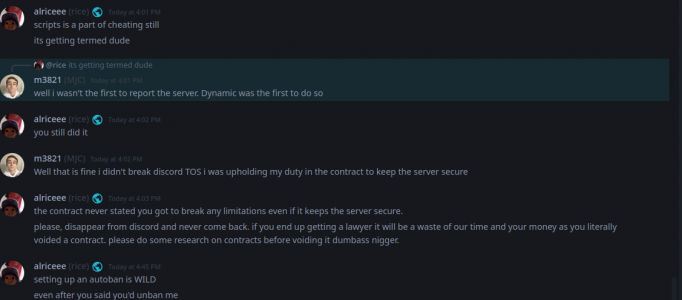 alriceee (rice) Today at 4:01 PM
scripts is a part of cheating still
its getting termed dude
@rice its getting termed dude
m3821 (MJC) Today at 4:01 PM
well i wasn't the first to report the server. Dynamic was the first to do so
alriceee (rice) Today at 4:02 PM
you still did it
m3821 (MJC) Today at 4:02 PM
Well that is fine i didn't break discord TOS i was upholding my duty in the contract to keep the server secure
alriceee (rice) Today at 4:03 PM
the contract never stated you got to break any limitations even if it keeps the server secure.
please, disappear from discord and never come back. if you end up getting a lawyer it will be a waste of our time and your money as you literally
voided a contract. please do some research on contracts before voiding it dumbass nigger.
alriceee (rice) Today at 4:45 PM
setting up an autoban is WILD
even after you said you'd unban me